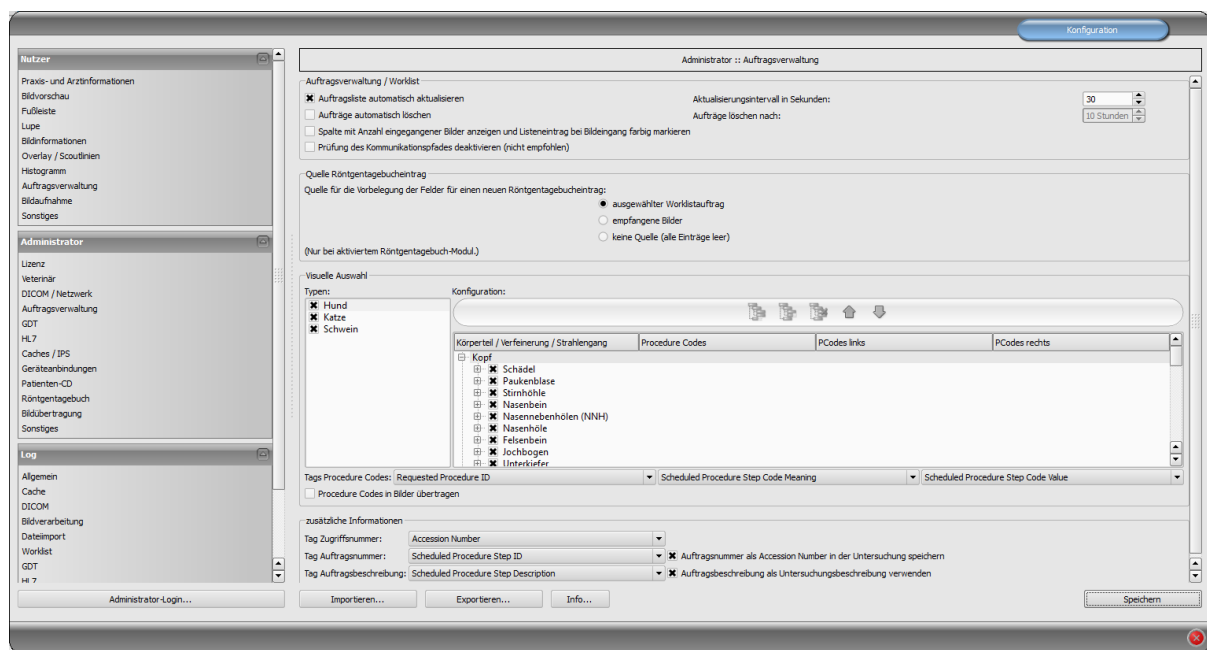 Konfiguration
Nutzer
Praxis- und Arztinformationen
Bildvorschau
Fußleiste
Lupe
Bildinformationen
Overlay / Scoutlinien
Histogramm
Auftragsverwaltung
Bildaufnahme
Sonstiges
Administrator
Lizenz
Veterinär
DICOM / Netzwerk
Auftragsverwaltung
GDT
HL7
Caches / IPS
Geräteanbindungen
Patienten-CD
Röntgentagebuch
Bildübertragung
Sonstiges
Log
Allgemein
Cache
DICOM
Bildverarbeitung
Dateiimport
Worklist
GDT
HL7
Administrator-Login...
Administrator :: Auftragsverwaltung
Auftragsverwaltung / Worklist
Auftragsliste automatisch aktualisieren Aktualisierungsintervall in Sekunden: 30
Aufträge automatisch löschen Aufträge löschen nach: 10 Stunden
Spalte mit Anzahl eingegangener Bilder anzeigen und Listeneintrag bei Bildeingang farbig markieren
Prüfung des Kommunikationspfades deaktivieren (nicht empfohlen)
Quelle Röntgentagebucheintrag
Quelle für die Vorbelegung der Felder für einen neuen Röntgentagebucheintrag:
ausgewählter Worklistauftrag
empfangene Bilder
keine Quelle (alle Einträge leer)
(Nur bei aktiviertem Röntgentagebuch-Modul.)
Visuelle Auswahl
Typen: Konfiguration:
Hund
Katze
Schwein
Körperteil / Verfeinerung / Strahlengang Procedure Codes PCodes links PCodes rechts
Kopf
Schädel
Paukenblase
Stirnhöhle
Nasenbein
Nasennebenhölen (NNH)
Nasenhöle
Felsenbein
Jochbogen
Unterkiefer
Tags Procedure Codes: Requested Procedure ID Scheduled Procedure Step Code Meaning Scheduled Procedure Step Code Value
Procedure Codes in Bilder übertragen
zusätzliche Informationen
Tag Zugriffsnummer: Accession Number
Tag Auftragsnummer: Scheduled Procedure Step ID Auftragsnummer als Accession Number in der Untersuchung speichern
Tag Auftragsbeschreibung: Scheduled Procedure Step Description Auftragsbeschreibung als Untersuchungsbeschreibung verwenden
Importieren... Exportieren... Info... Speichern